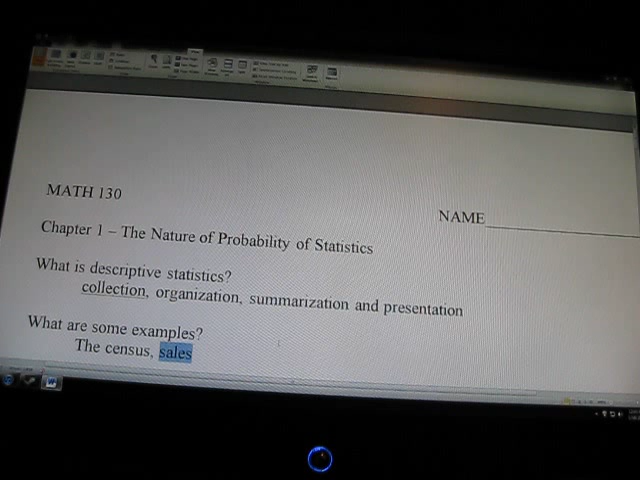 MATH 130
NAME
Chapter 1 – The Nature of Probability of Statistics
What is descriptive statistics?
collection, organization, summarization and presentation
What are some examples?
The census, sales